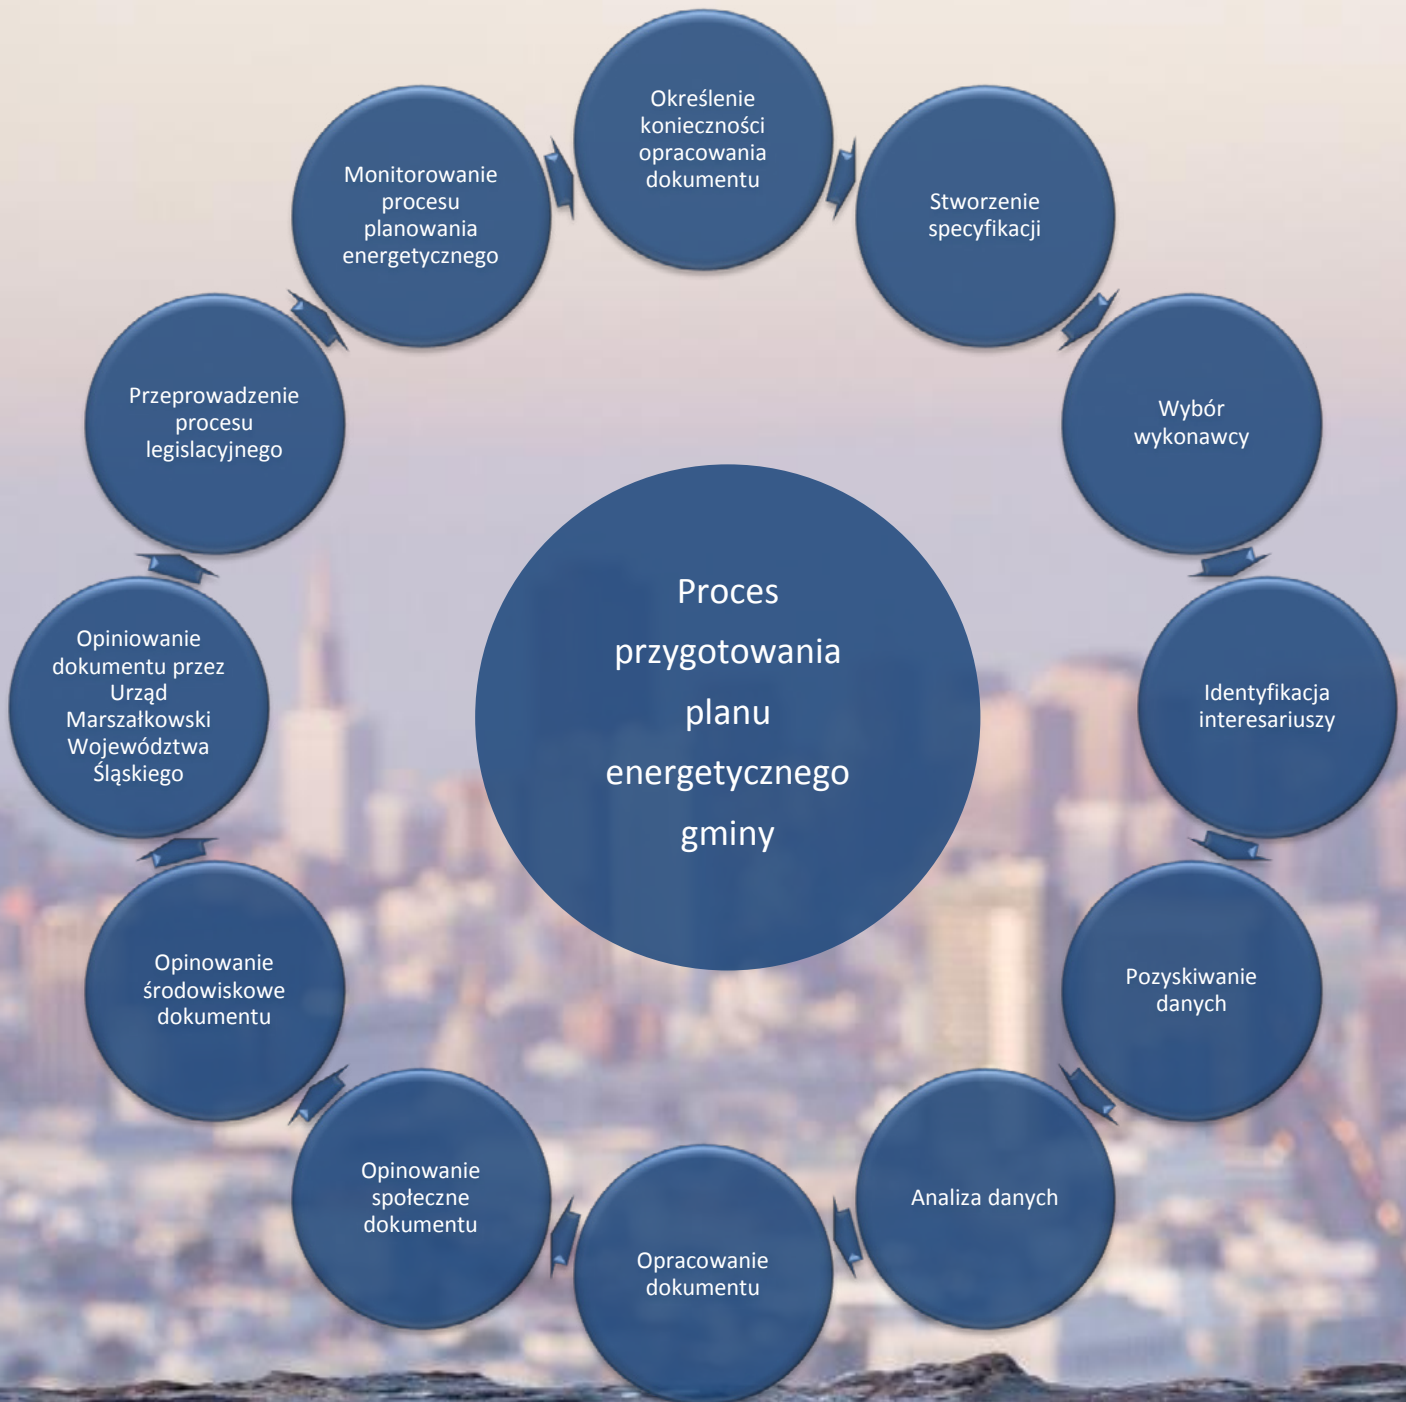 Określenie
konieczności
opracowania
dokumentu
Stworzenie
specyfikacji
Wybór
wykonawcy
Identyfikacja
interesariuszy
Pozyskiwanie
danych
Analiza danych
Opracowanie
dokumentu
Opinowanie
społeczne
dokumentu
Opinowanie
środowiskowe
dokumentu
Opiniowanie
dokumentu przez
Urząd
Marszałkowski
Województwa
Śląskiego
Przeprowadzenie
procesu
legislacyjnego
Monitorowanie
procesu
planowania
energetycznego
Proces
przygotowania
planu
energetycznego
gminy